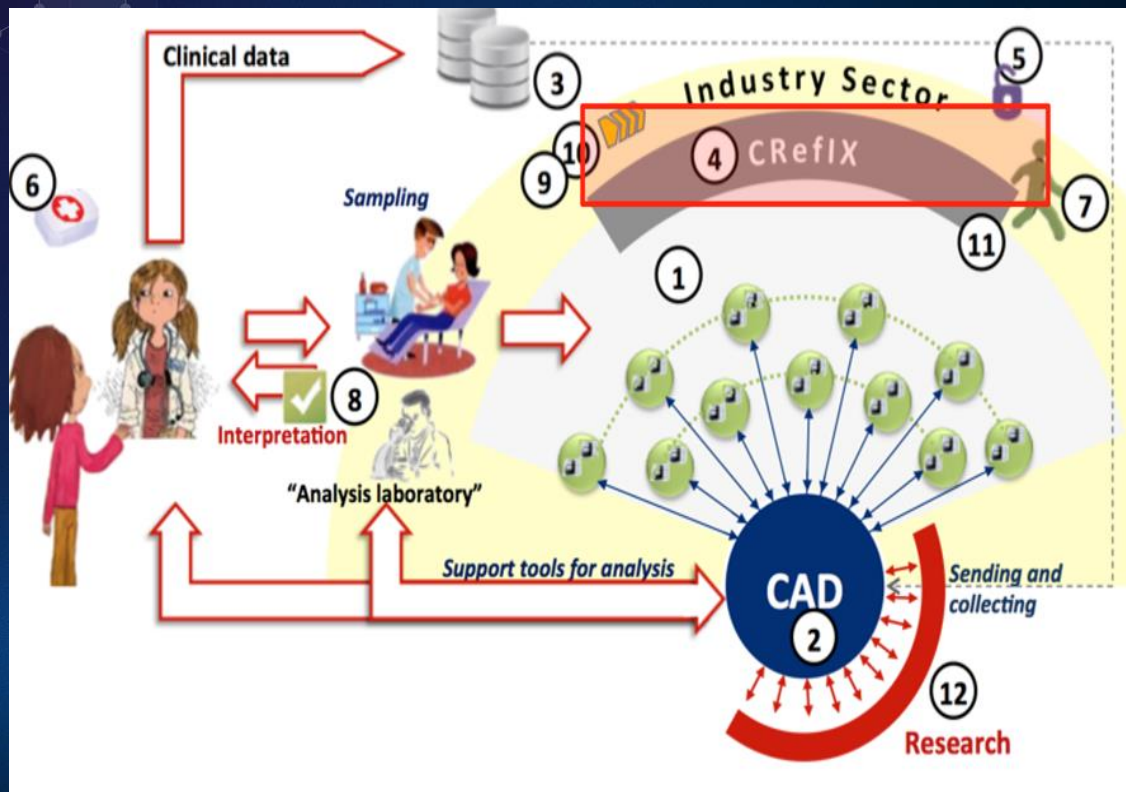 Clinical data
3
5
Industry Sector
10
4
CRefIX
9
6
7
Sampling
11
1
8
Interpretation
“Analysis laboratory”
Support tools for analysis
CAD
2
Sending and
collecting
12
Research